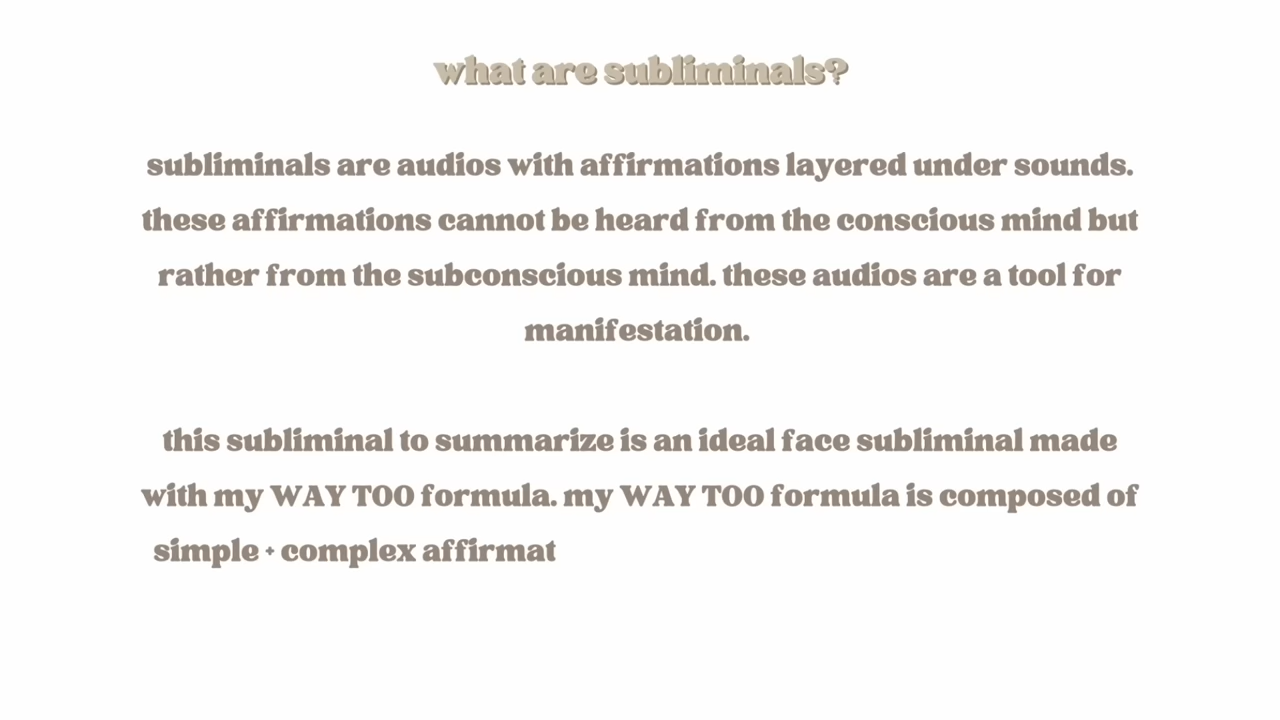 what are subliminals?
subliminals are audios with affirmations layered under sounds.
these affirmations cannot be heard from the conscious mind but
rather from the subconscious mind. these audios are a tool for
manifestation.
this subliminal to summarize is an ideal face subliminal made
with my WAY TOO formula. my WAY TOO formula is composed of
simple + complex affirmat